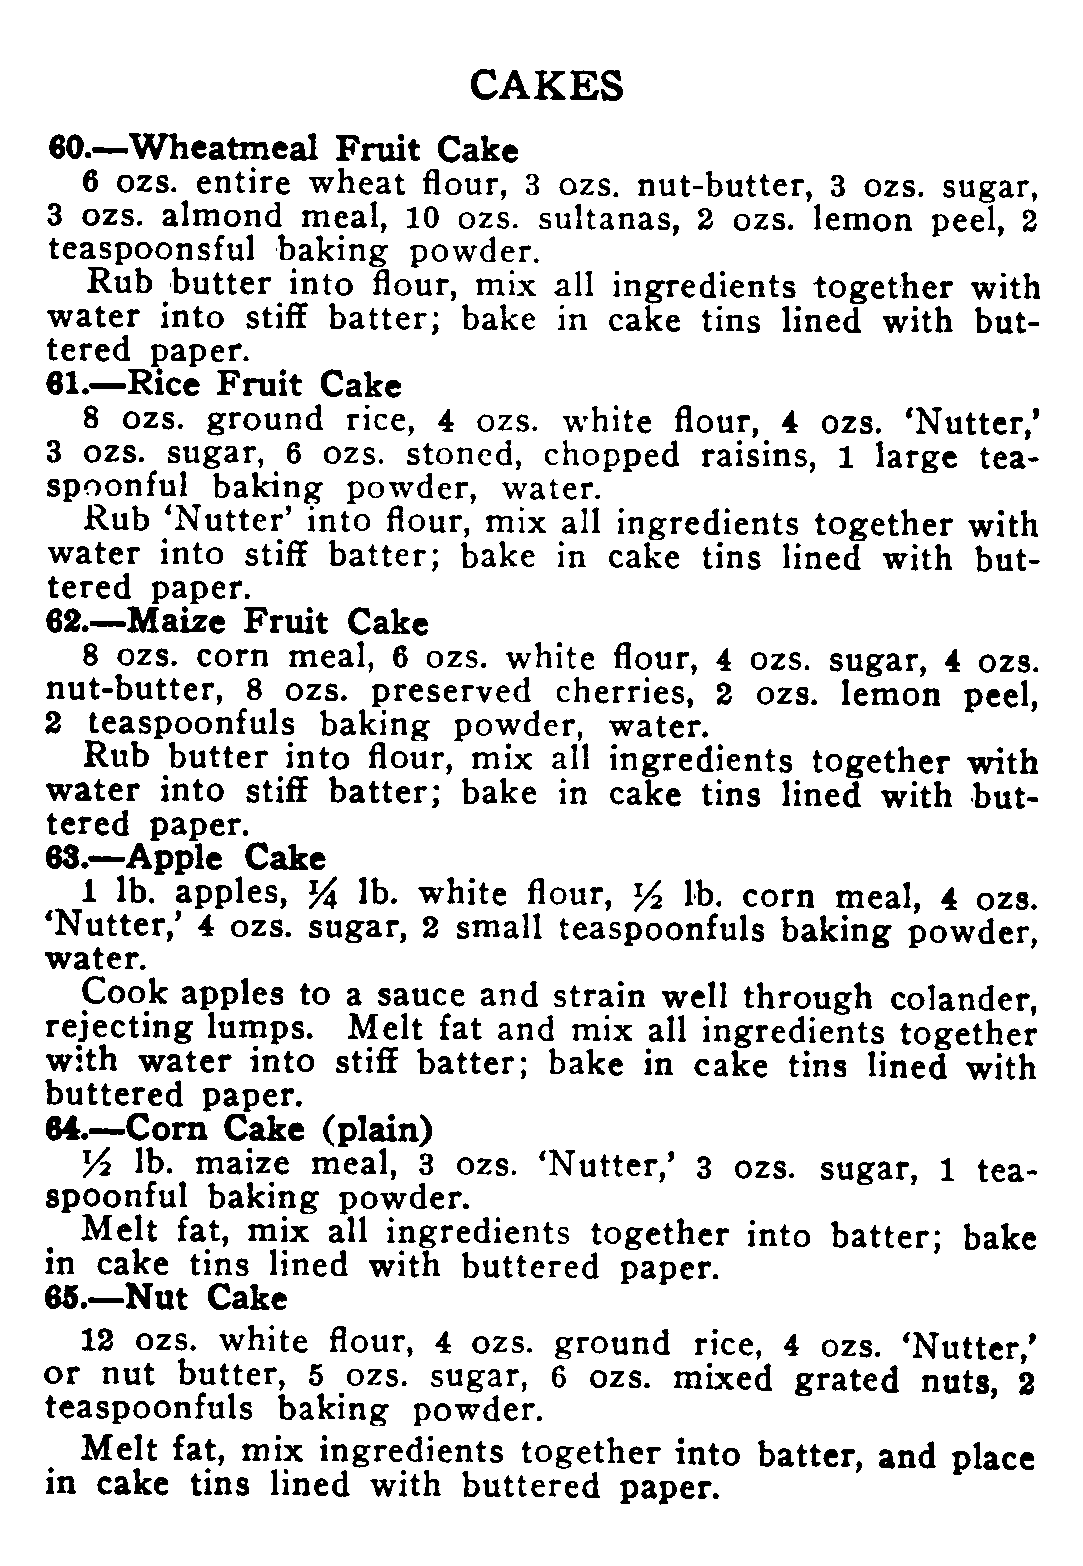 CAKES
60.—Wheatmeal Fruit Cake
6 ozs. entire wheat flour, 3 ozs. nut-butter, 3 ozs. sugar,
3 ozs. almond meal, 10 ozs. sultanas, 2 ozs. lemon peel, 2
teaspoonsful baking powder.
Rub butter into flour, mix all ingredients together with
water into stiff batter; bake in cake tins lined with but-
tered paper.
61.—Rice Fruit Cake
8 ozs. ground rice, 4 ozs. white flour, 4 ozs. ‘Nutter,’
3 ozs. sugar, 6 ozs. stoned, chopped raisins, 1 large tea-
spoonful baking powder, water.
Rub ‘Nutter’ into flour, mix all ingredients together with
water into stiff batter; bake in cake tins lined with but-
tered paper.
62.—Maize Fruit Cake
8 ozs. corn meal, 6 ozs. white flour, 4 ozs. sugar, 4 ozs.
nut-butter, 8 ozs. preserved cherries, 2 ozs. lemon peel,
2 teaspoonfuls baking powder, water.
Rub butter into flour, mix all ingredients together with
water into stiff batter; bake in cake tins lined with but-
tered paper.
63.—Apple Cake
1 lb. apples, ¼ lb. white flour, ½ lb. corn meal, 4 ozs.
‘Nutter,’ 4 ozs. sugar, 2 small teaspoonfuls baking powder,
water.
Cook apples to a sauce and strain well through colander,
rejecting lumps. Melt fat and mix all ingredients together
with water into stiff batter; bake in cake tins lined with
buttered paper.
64.—Corn Cake (plain)
½ lb. maize meal, 3 ozs. ‘Nutter,’ 3 ozs. sugar, 1 tea-
spoonful baking powder.
Melt fat, mix all ingredients together into batter; bake
in cake tins lined with buttered paper.
65.—Nut Cake
12 ozs. white flour, 4 ozs. ground rice, 4 ozs. ‘Nutter,’
or nut butter, 5 ozs. sugar, 6 ozs. mixed grated nuts, 2
teaspoonfuls baking powder.
Melt fat, mix ingredients together into batter, and place
in cake tins lined with buttered paper.